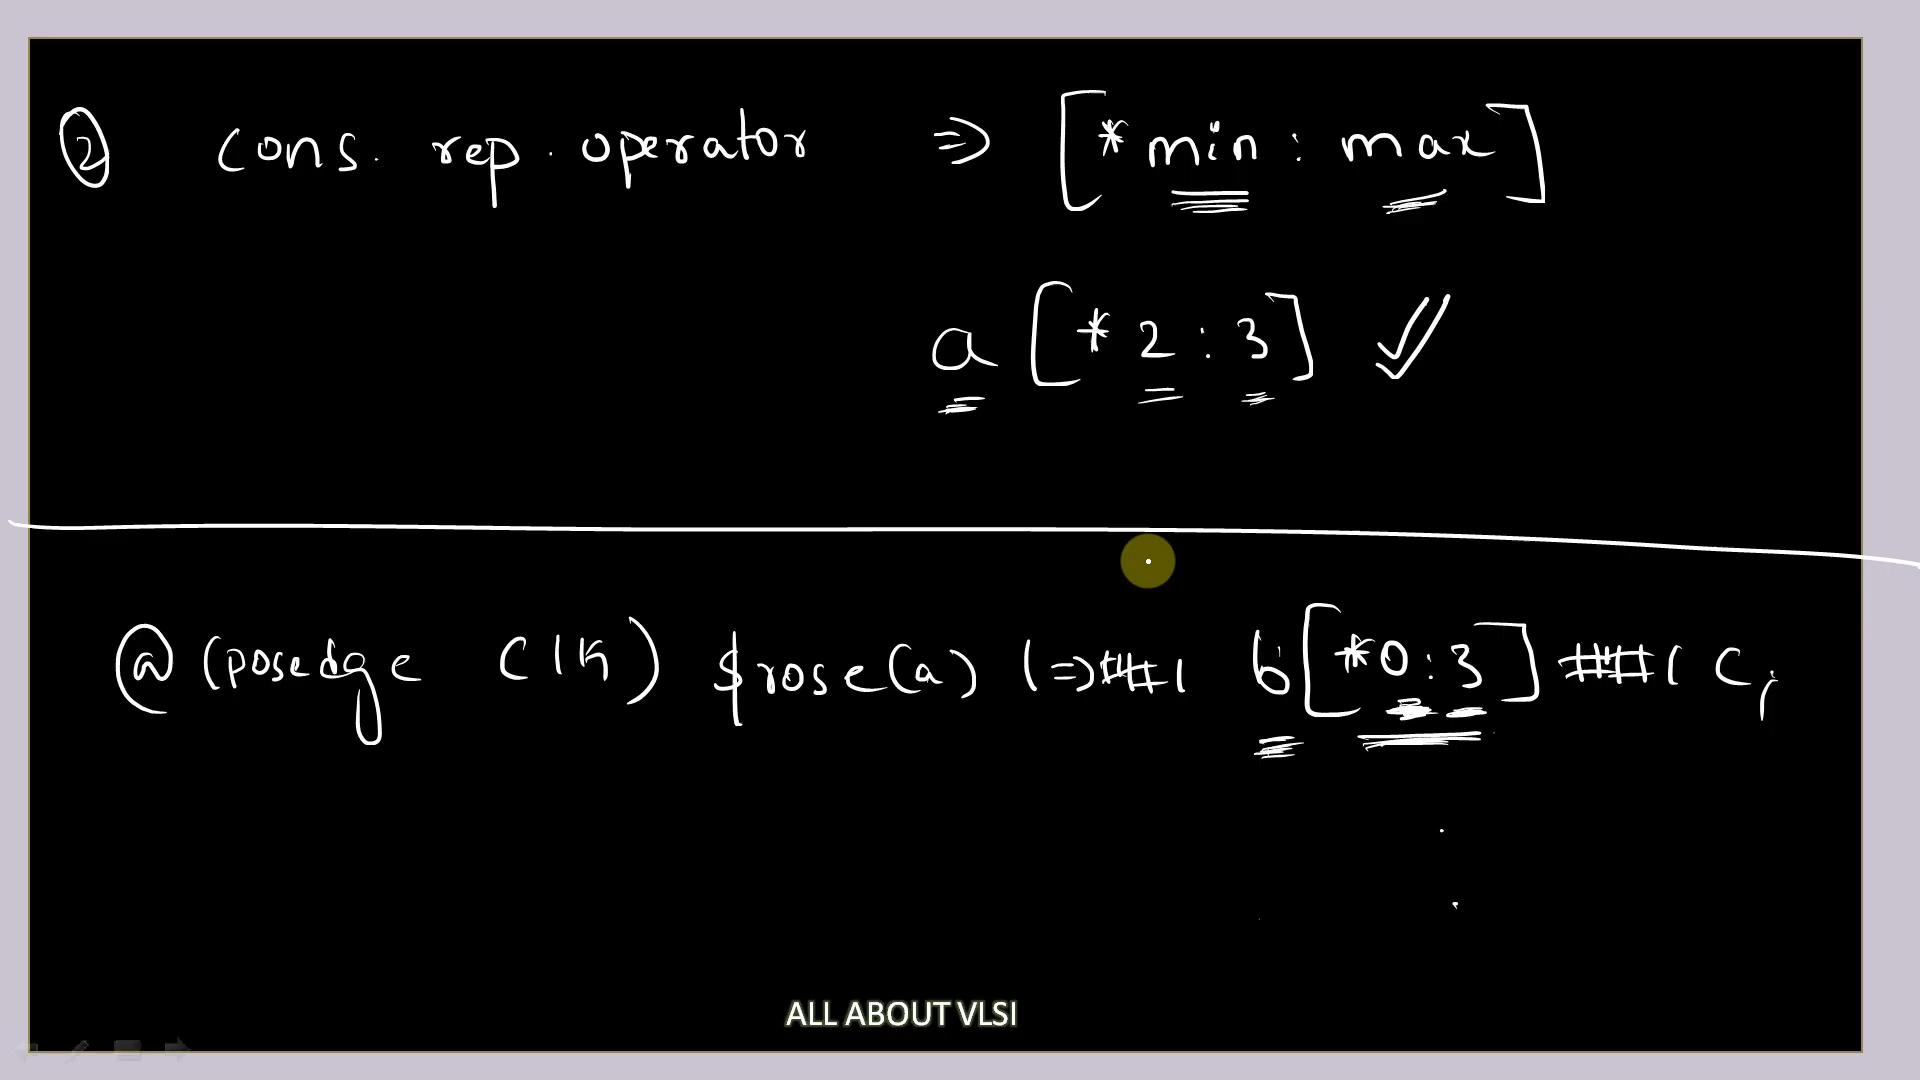 2 cons. rep. operator => [*min : max]
a [*2:3]
@(posedge clk) $rose(a) |=> ##1 b[*0:3] ##1 c;
ALL ABOUT VLSI